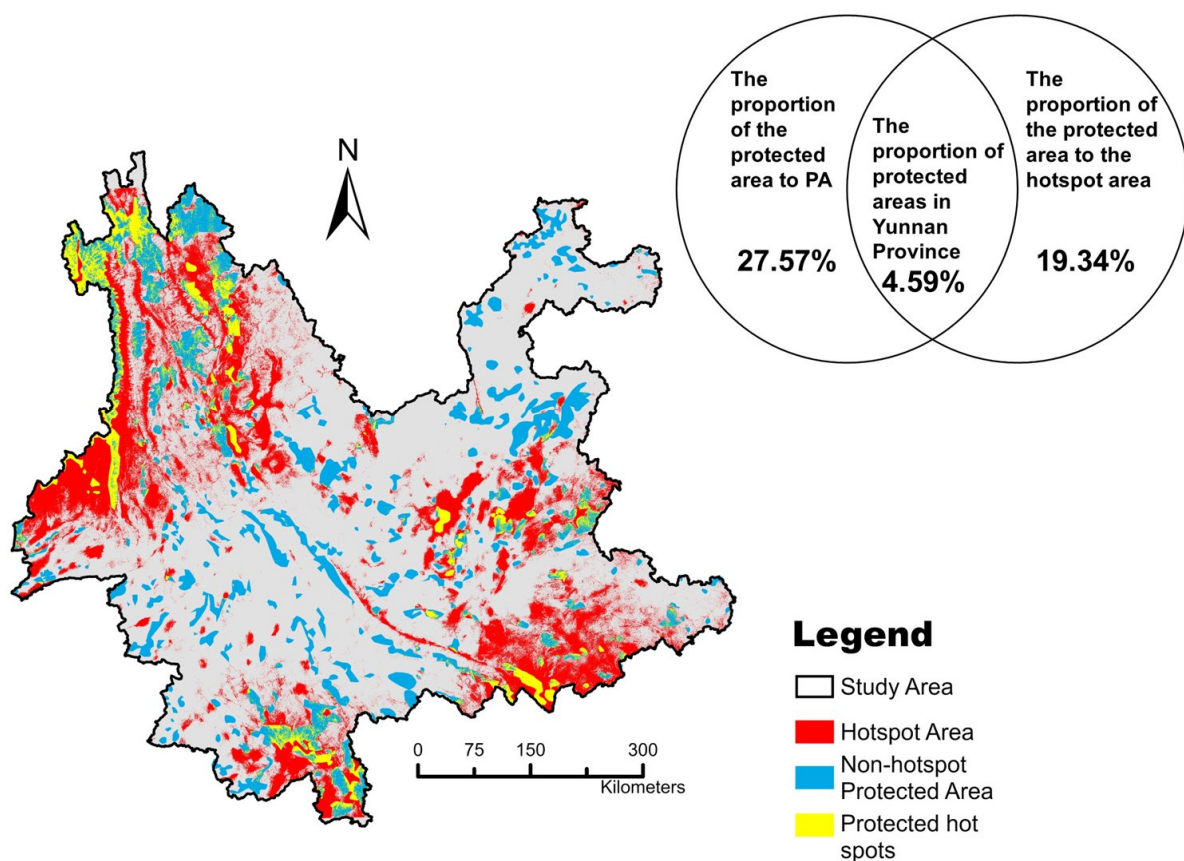 The
proportion
of the
protected
area to PA
27.57%
The
proportion of
protected
areas in
Yunnan
Province
4.59%
The
proportion of
the protected
area to the
hotspot area
19.34%
N
0 75 150 300
Kilometers
Legend
Study Area
Hotspot Area
Non-hotspot
Protected Area
Protected hot
spots